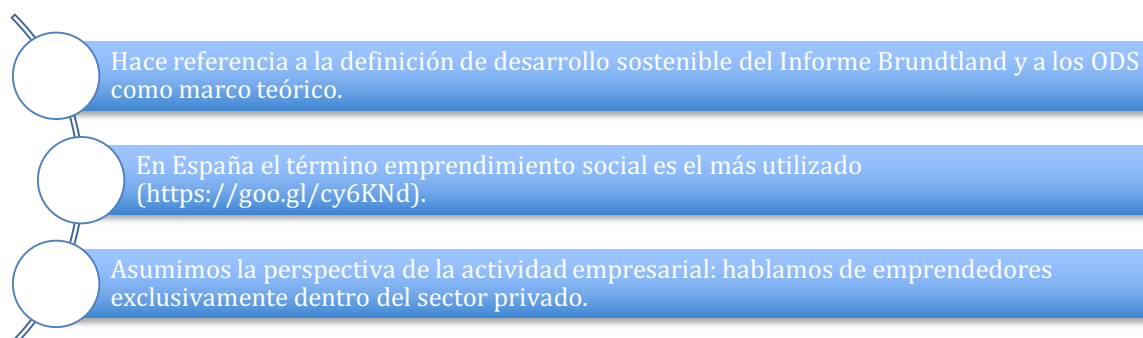 Hace referencia a la definición de desarrollo sostenible del Informe Brundtland y a los ODS
como marco teórico.
En España el término emprendimiento social es el más utilizado
(https://goo.gl/cy6KNd).
Asumimos la perspectiva de la actividad empresarial: hablamos de emprendedores
exclusivamente dentro del sector privado.